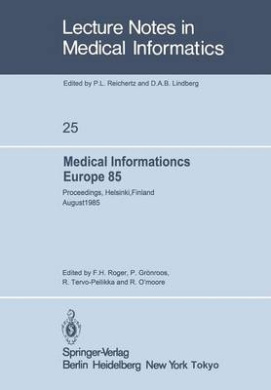 Lecture Notes in
Medical Informatics
Edited by P.L. Reichertz and D.A.B. Lindberg
25
Medical Informationcs
Europe 85
Proceedings, Helsinki,Finland
August1985
Edited by F.H. Roger, P. Grönroos,
R. Tervo-Pellikka and R. O'moore
Springer-Verlag
Berlin Heidelberg New York Tokyo